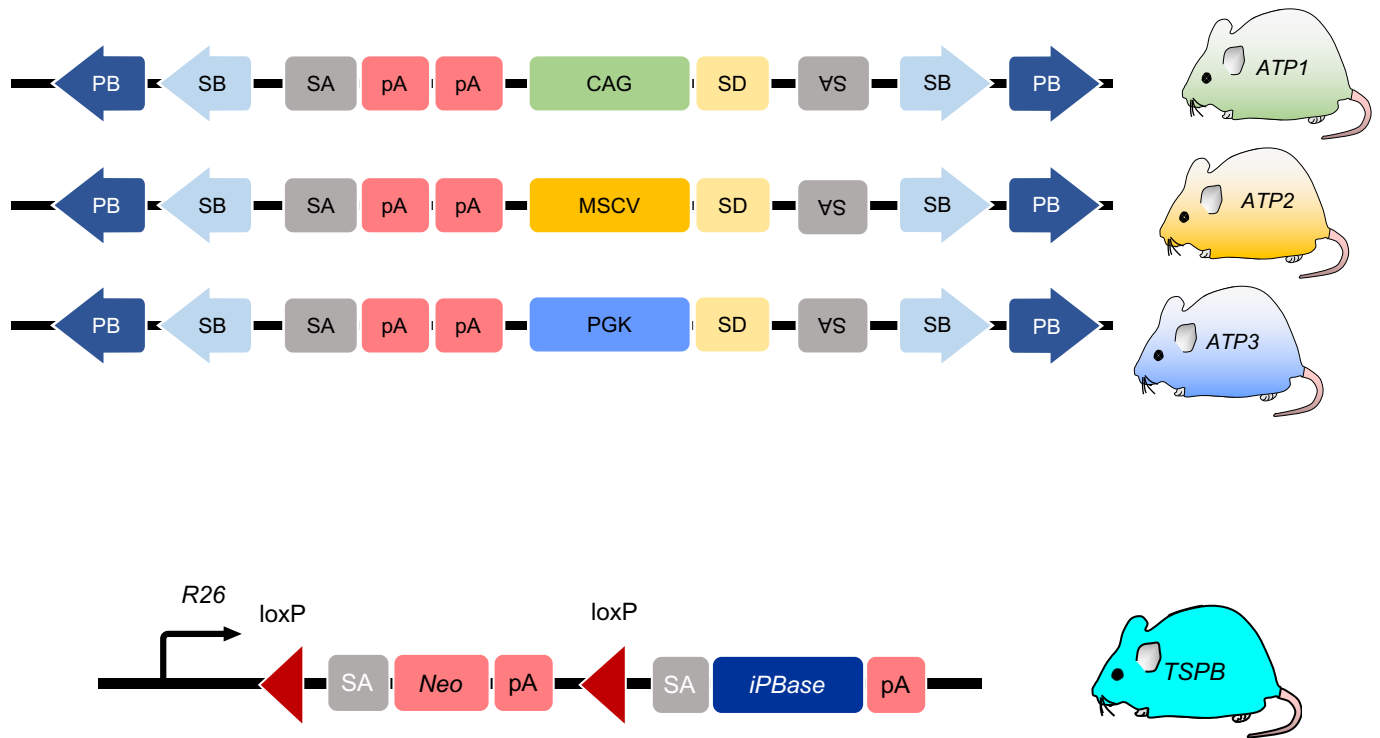 PB SB SA pA pA CAG SD SA SB PB ATP1
PB SB SA pA pA MSCV SD SA SB PB ATP2
PB SB SA pA pA PGK SD SA SB PB ATP3
R26
loxP loxP
SA Neo pA SA iPBase pA TSPB